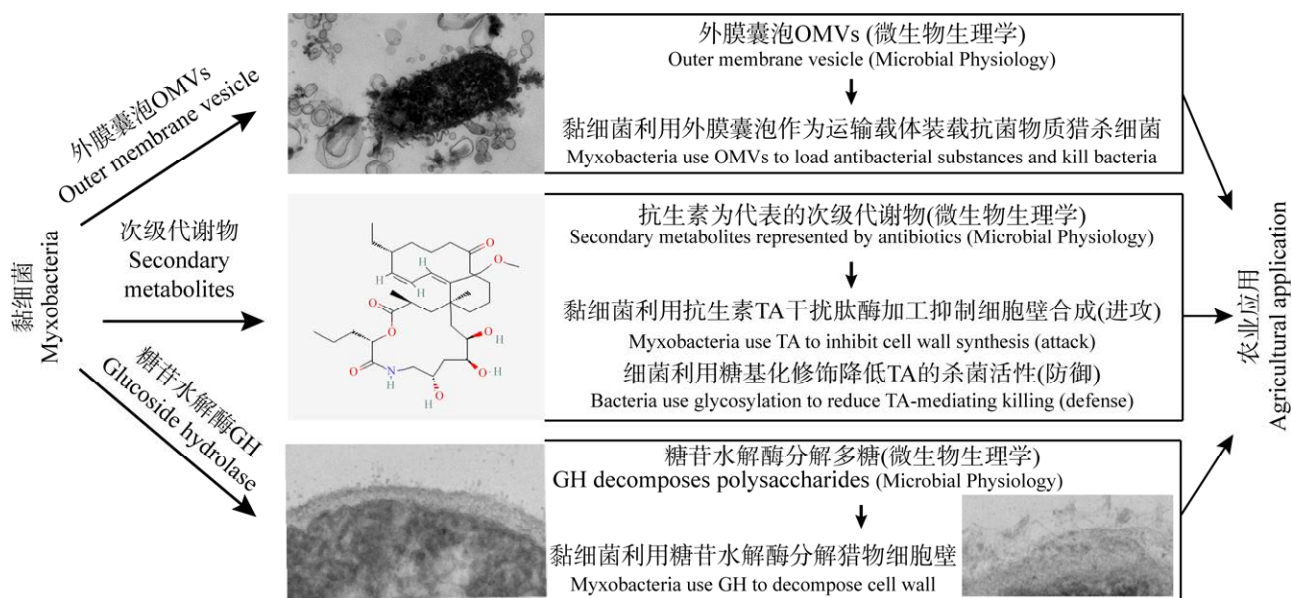 黏细菌
Myxobacteria
外膜囊泡OMVs
Outer membrane vesicle
次级代谢物
Secondary
metabolites
糖苷水解酶GH
Glucoside hydrolase
外膜囊泡OMVs (微生物生理学)
Outer membrane vesicle (Microbial Physiology)
黏细菌利用外膜囊泡作为运输载体装载抗菌物质猎杀细菌
Myxobacteria use OMVs to load antibacterial substances and kill bacteria
O
O
H
H
H
O
O
O
N
H
O
H
O
H
O
H
抗生素为代表的次级代谢物(微生物生理学)
Secondary metabolites represented by antibiotics (Microbial Physiology)
黏细菌利用抗生素TA干扰肽酶加工抑制细胞壁合成(进攻)
Myxobacteria use TA to inhibit cell wall synthesis (attack)
细菌利用糖基化修饰降低TA的杀菌活性(防御)
Bacteria use glycosylation to reduce TA-mediating killing (defense)
糖苷水解酶分解多糖(微生物生理学)
GH decomposes polysaccharides (Microbial Physiology)
黏细菌利用糖苷水解酶分解猎物细胞壁
Myxobacteria use GH to decompose cell wall
农业应用
Agricultural application